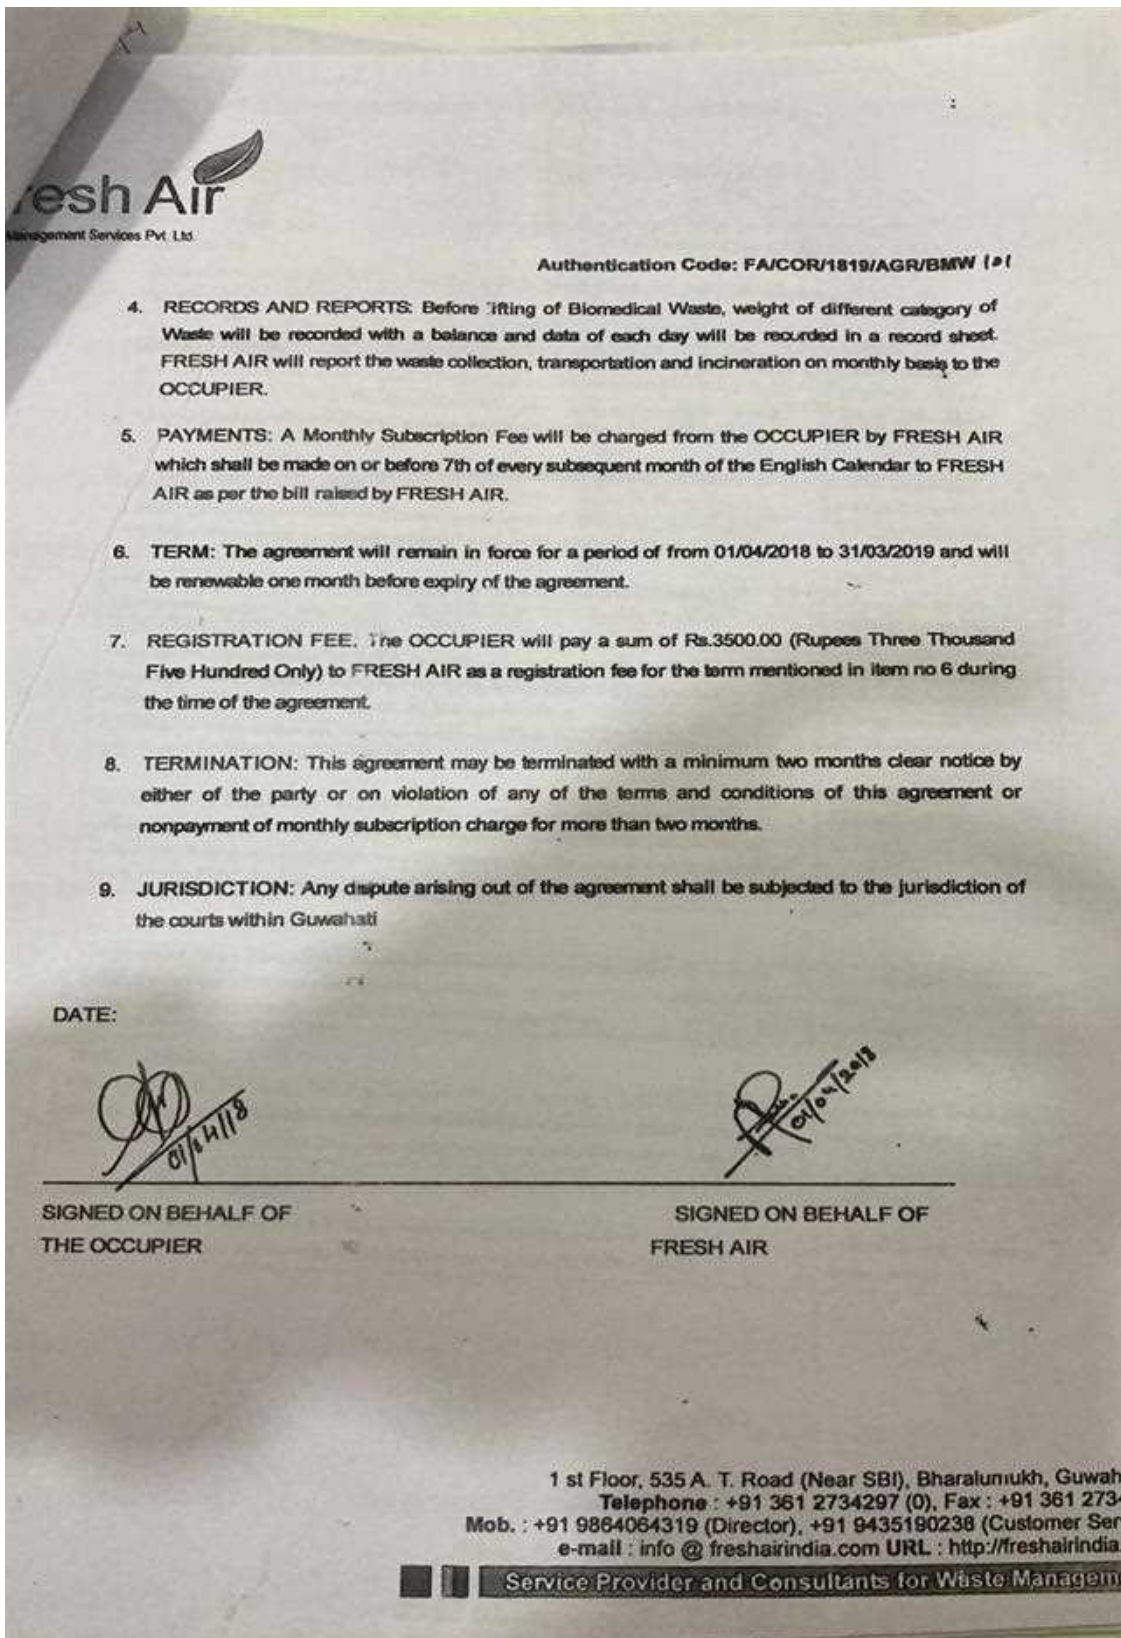 resh Air
Management Services Pvt. Ltd.
Authentication Code: FA/COR/1819/AGR/BMW 101
4. RECORDS AND REPORTS: Before lifting of Biomedical Waste, weight of different category of
Waste will be recorded with a balance and data of each day will be recurded in a record sheet.
FRESH AIR will report the waste collection, transportation and incineration on monthly basis to the
OCCUPIER.
5. PAYMENTS: A Monthly Subscription Fee will be charged from the OCCUPIER by FRESH AIR
which shall be made on or before 7th of every subsequent month of the English Calendar to FRESH
AIR as per the bill raised by FRESH AIR.
6. TERM: The agreement will remain in force for a period of from 01/04/2018 to 31/03/2019 and will
be renewable one month before expiry of the agreement.
7. REGISTRATION FEE. The OCCUPIER will pay a sum of Rs.3500.00 (Rupees Three Thousand
Five Hundred Only) to FRESH AIR as a registration fee for the term mentioned in item no 6 during
the time of the agreement.
8. TERMINATION: This agreement may be terminated with a minimum two months clear notice by
either of the party or on violation of any of the terms and conditions of this agreement or
nonpayment of monthly subscription charge for more than two months.
9. JURISDICTION: Any dispute arising out of the agreement shall be subjected to the jurisdiction of
the courts within Guwahati
DATE:
01/04/18 01/04/2018
SIGNED ON BEHALF OF SIGNED ON BEHALF OF
THE OCCUPIER FRESH AIR
1 st Floor, 535 A. T. Road (Near SBI), Bharalumukh, Guwah
Telephone : +91 361 2734297 (0), Fax : +91 361 273
Mob. : +91 9864064319 (Director), +91 9435190238 (Customer Ser
e-mail : info @ freshairindia.com URL : http://freshairindia
Service Provider and Consultants for Waste Managem